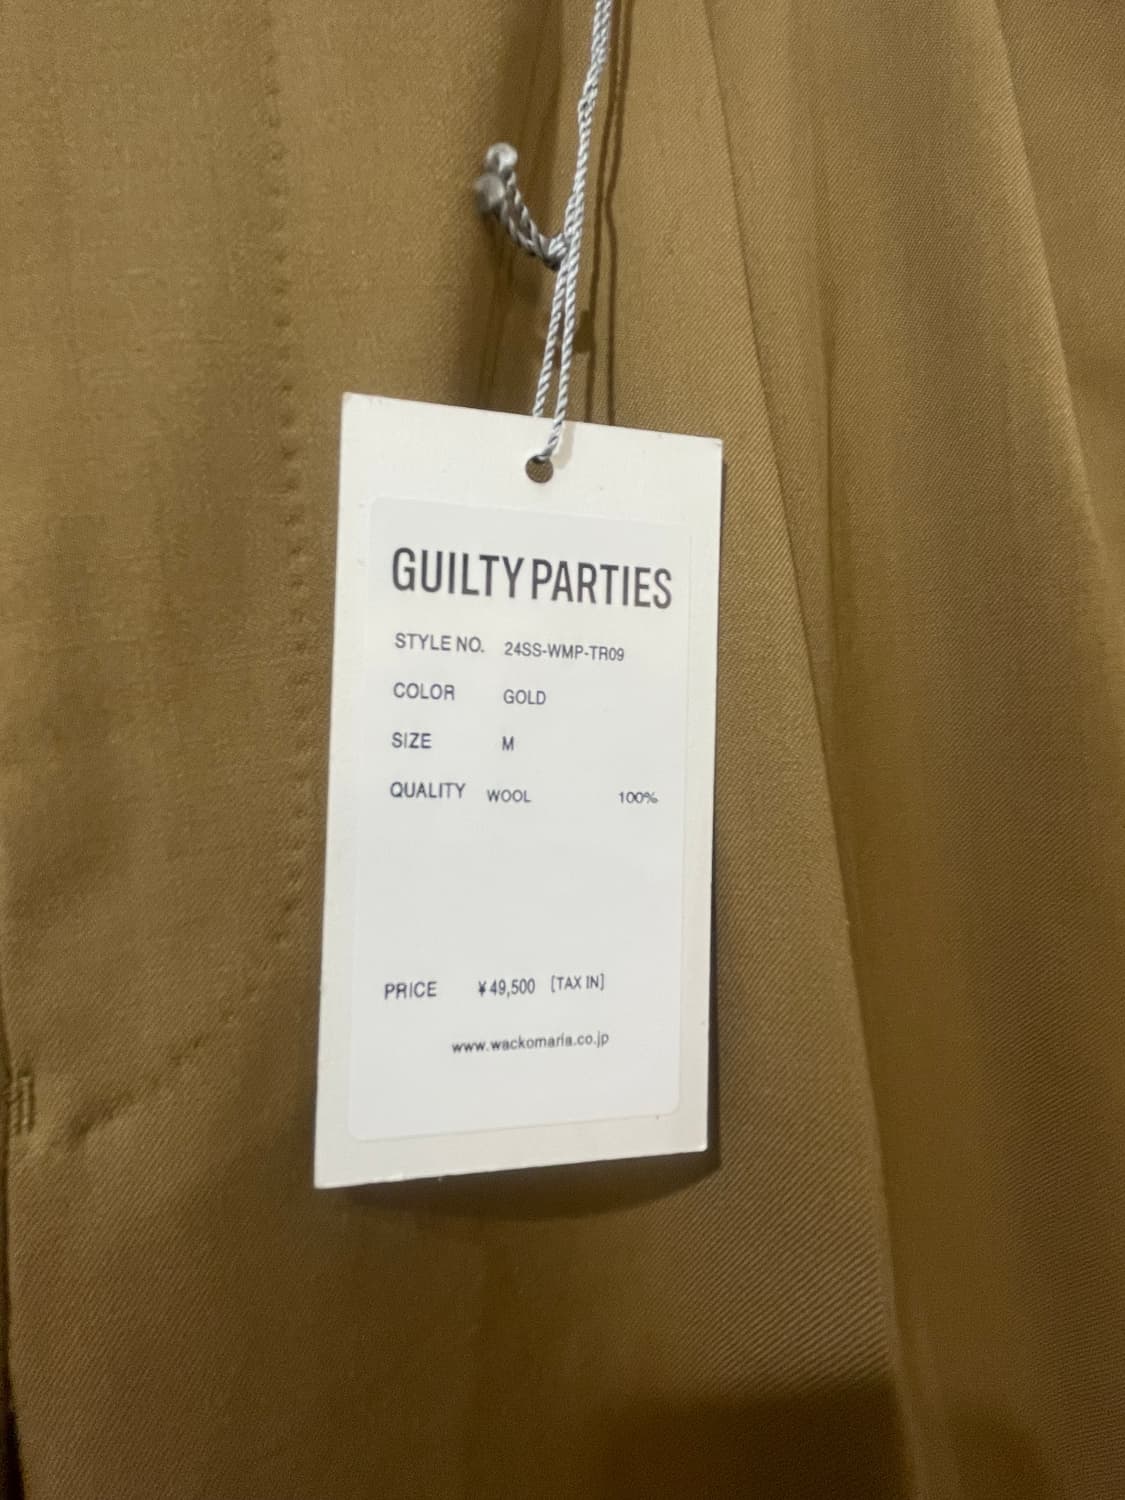 GUILTY PARTIES
STYLE NO. 24SS-WMP-TR09
COLOR GOLD
SIZE M
QUALITY WOOL 100%
PRICE ¥49,500 [TAX IN]
www.wackomaria.co.jp